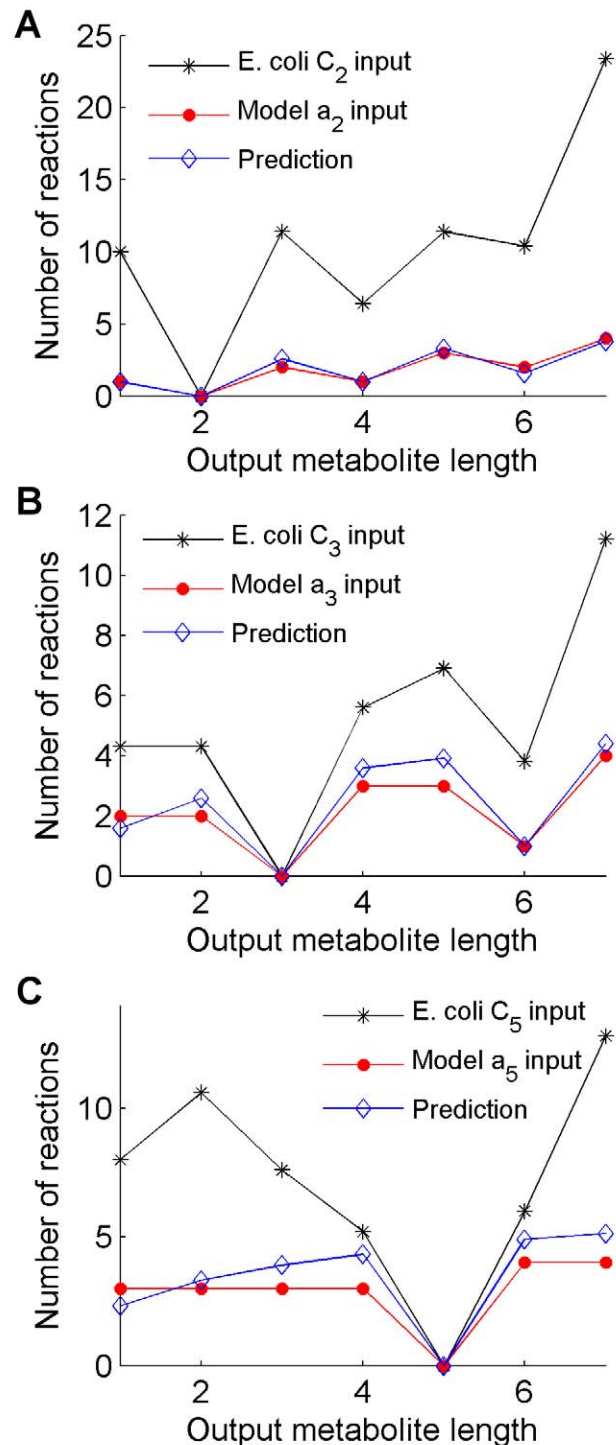 A
25
20
15
10
5
0
Number of reactions
E. coli C2 input
Model a2 input
Prediction
2
4
6
Output metabolite length
B
12
10
8
6
4
2
0
Number of reactions
E. coli C3 input
Model a3 input
Prediction
2
4
6
Output metabolite length
C
10
5
0
Number of reactions
E. coli C5 input
Model a5 input
Prediction
2
4
6
Output metabolite length